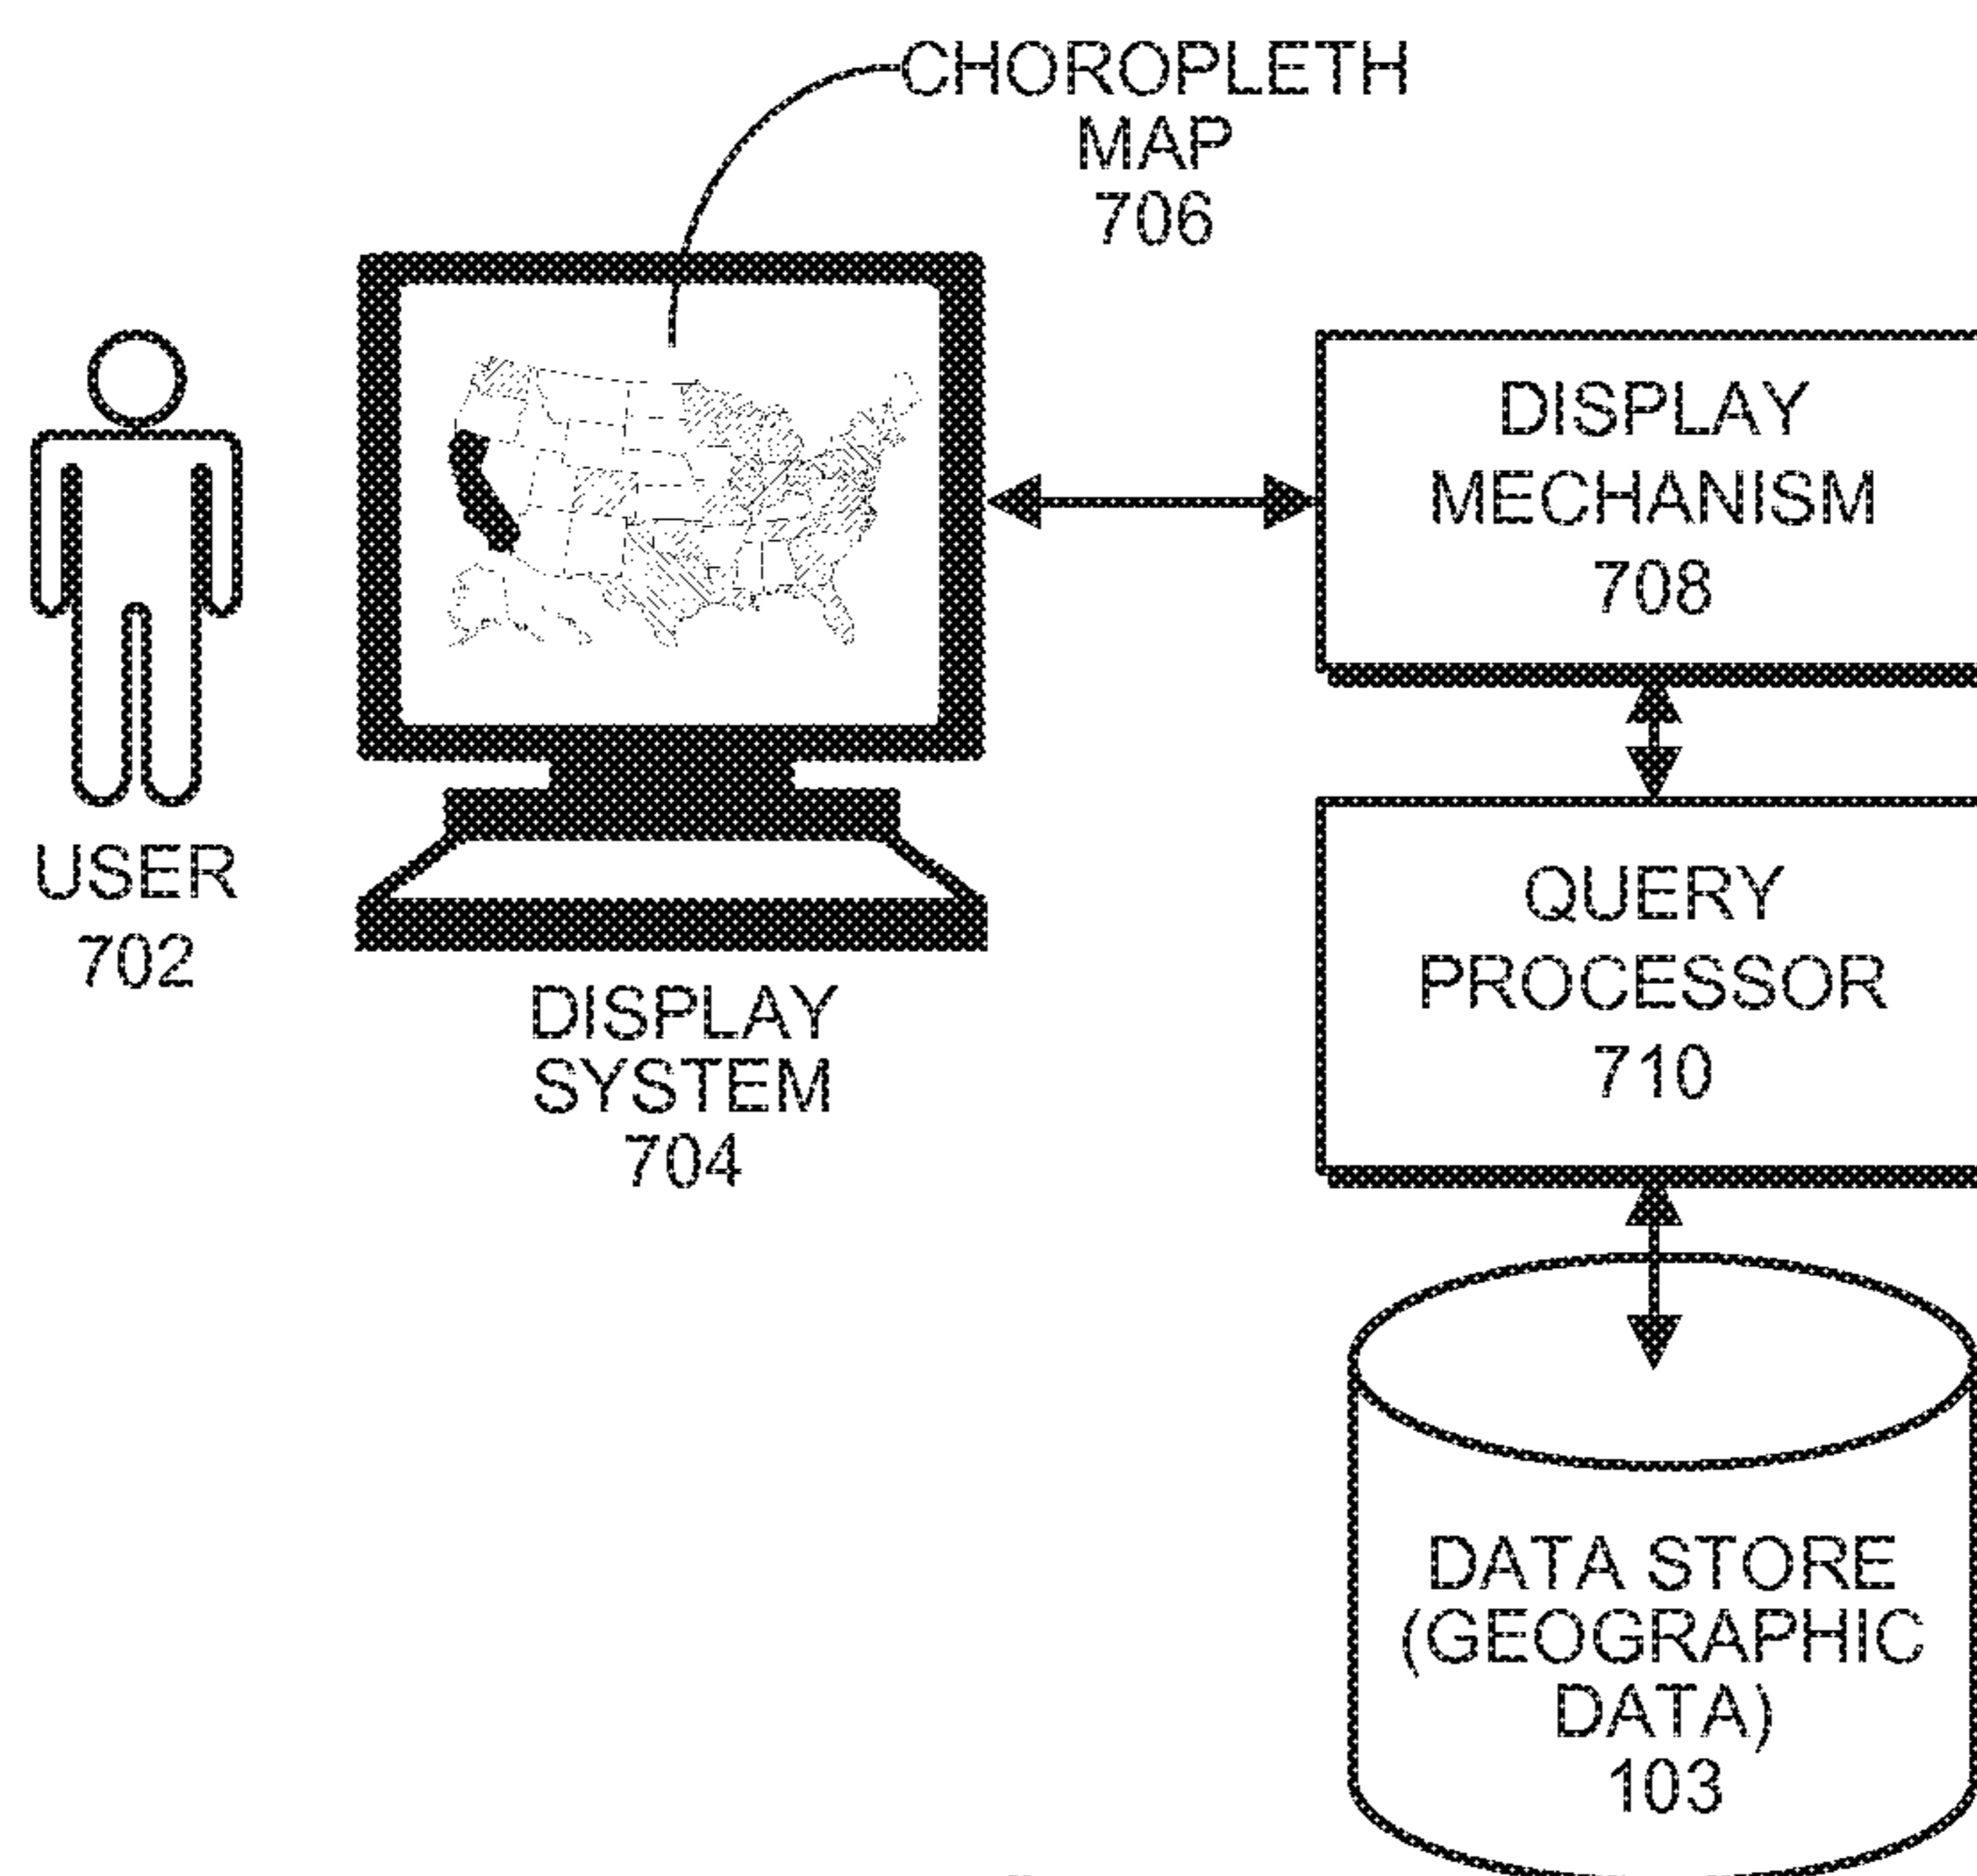 CHOROPLETH
MAP
706
DISPLAY
MECHANISM
708
USER
702
QUERY
PROCESSOR
710
DISPLAY
SYSTEM
704
DATA STORE
(GEOGRAPHIC
DATA)
103